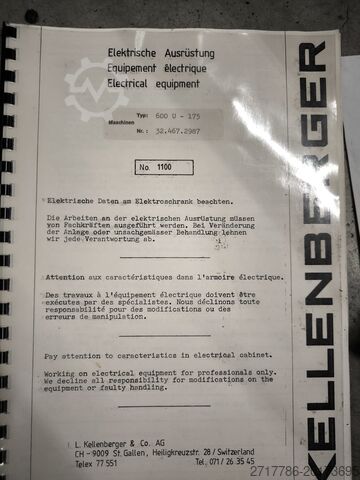 Elektrische Ausrüstung
Equipement électrique
Electrical equipment
Maschinen
Typ: 600 U - 175
Nr.: 32.467.2987
No. 1100
Elektrische Daten am Elektroschrank beachten.
Die Arbeiten an der elektrischen Ausrüstung müssen
von Fachkräften ausgeführt werden. Bei Veränderung
der Anlage oder unsachgemässer Behandlung lehnen
wir jede Verantwortung ab.
Attention aux caractéristiques dans l'armoire électrique.
Des travaux à l'équipement électrique doivent être
exécutés par des spécialistes. Nous déclinons toute
responsabilité pour des modifications ou des
erreurs de manipulation.
Pay attention to caracteristics in electrical cabinet.
Working on electrical equipment for professionals only.
We decline all responsibility for modifications on the
equipment or faulty handling.
L. Kellenberger & Co. AG
CH - 9009 St. Gallen, Heiligkreuzstr. 28 / Switzerland
Telex 77 551
Tel. 071 / 26 35 45
KELLENBERGER